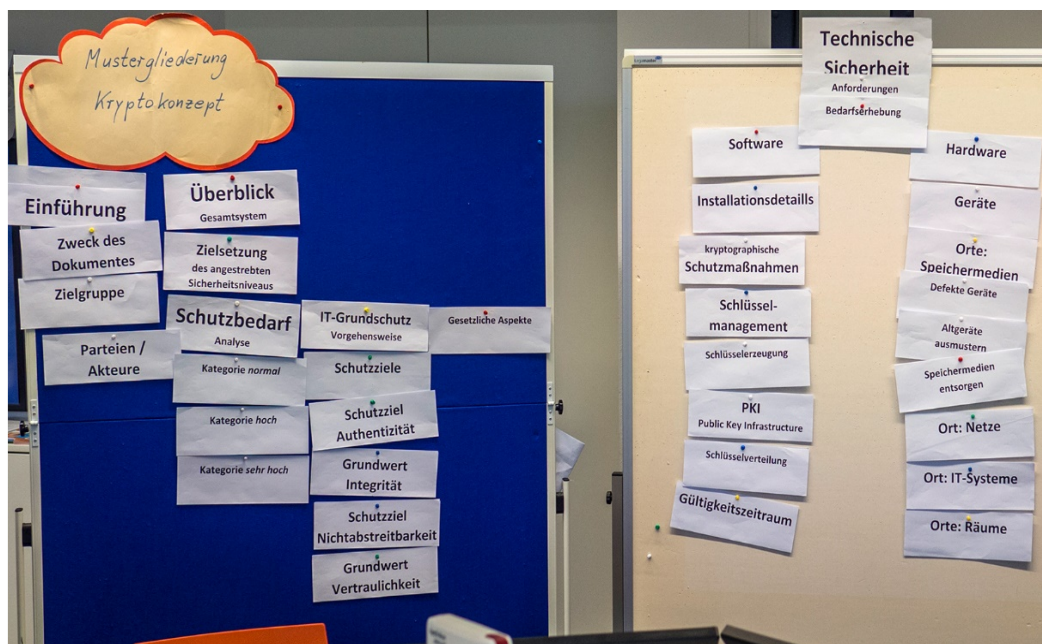 Mustergliederung
Kryptokonzept
Einführung
Zweck des
Dokumentes
Zielgruppe
Parteien /
Akteure
Überblick
Gesamtsystem
Zielsetzung
des angestrebten
Sicherheitsniveaus
Schutzbedarf
Analyse
Kategorie normal
Kategorie hoch
Kategorie sehr hoch
IT-Grundschutz
Vorgehensweise
Schutzziele
Schutzziel
Authentizität
Grundwert
Integrität
Schutzziel
Nichtabstreitbarkeit
Grundwert
Vertraulichkeit
Gesetzliche Aspekte
Technische
Sicherheit
Anforderungen
Bedarfserhebung
Software
Installationsdetaills
kryptographische
Schutzmaßnahmen
Schlüssel-
management
Schlüsselerzeugung
PKI
Public Key Infrastructure
Schlüsselverteilung
Gültigkeitszeitraum
Hardware
Geräte
Orte:
Speichermedien
Defekte Geräte
Altgeräte
ausmustern
Speichermedien
entsorgen
Ort: Netze
Ort: IT-Systeme
Orte: Räume